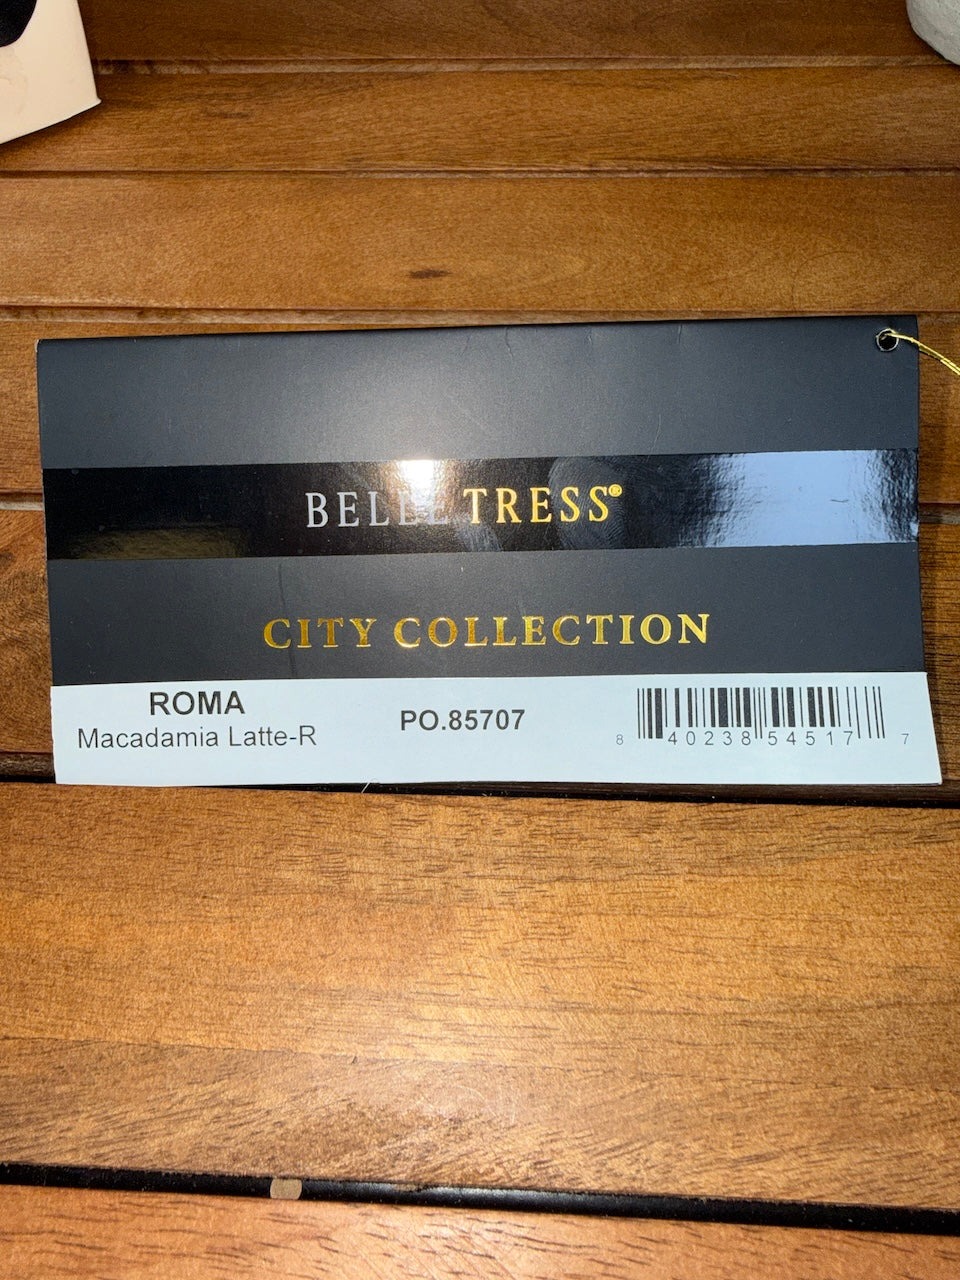 BELLE TRESS®
CITY COLLECTION
ROMA
Macadamia Latte-R
PO.85707
8 40238 54517 7